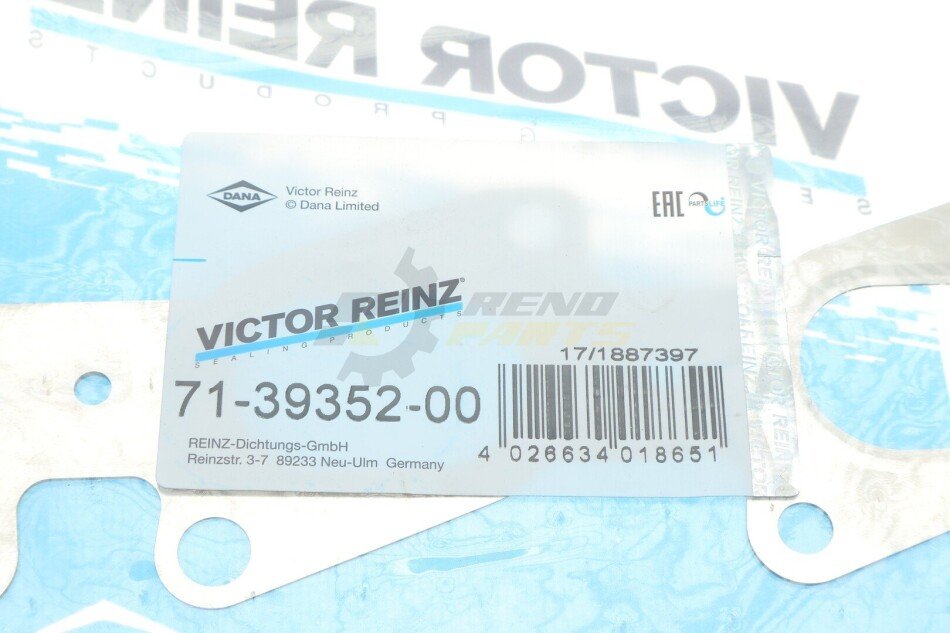 VICTOR REINZ
DANA
Victor Reinz
© Dana Limited
EAC
PARTSLIFE
VICTOR REINZ®
SEALING PRODUCTS
RENO
PARTS
71-39352-00
17/1887397
4 026634 018651
REINZ-Dichtungs-GmbH
Reinzstr. 3-7 89233 Neu-Ulm Germany